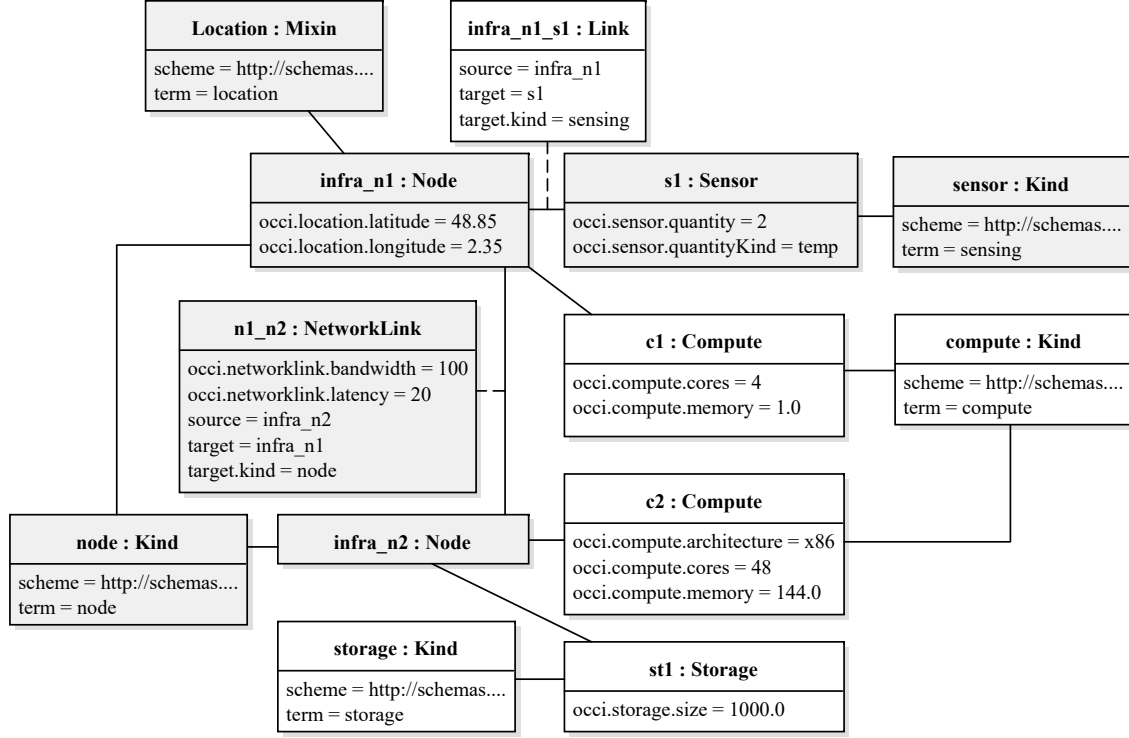 Location : Mixin
scheme = http://schemas....
term = location
infra_n1_s1 : Link
source = infra_n1
target = s1
target.kind = sensing
infra_n1 : Node
occi.location.latitude = 48.85
occi.location.longitude = 2.35
s1 : Sensor
occi.sensor.quantity = 2
occi.sensor.quantityKind = temp
sensor : Kind
scheme = http://schemas....
term = sensing
n1_n2 : NetworkLink
occi.networklink.bandwidth = 100
occi.networklink.latency = 20
source = infra_n2
target = infra_n1
target.kind = node
c1 : Compute
occi.compute.cores = 4
occi.compute.memory = 1.0
compute : Kind
scheme = http://schemas....
term = compute
node : Kind
scheme = http://schemas....
term = node
infra_n2 : Node
c2 : Compute
occi.compute.architecture = x86
occi.compute.cores = 48
occi.compute.memory = 144.0
storage : Kind
scheme = http://schemas....
term = storage
st1 : Storage
occi.storage.size = 1000.0